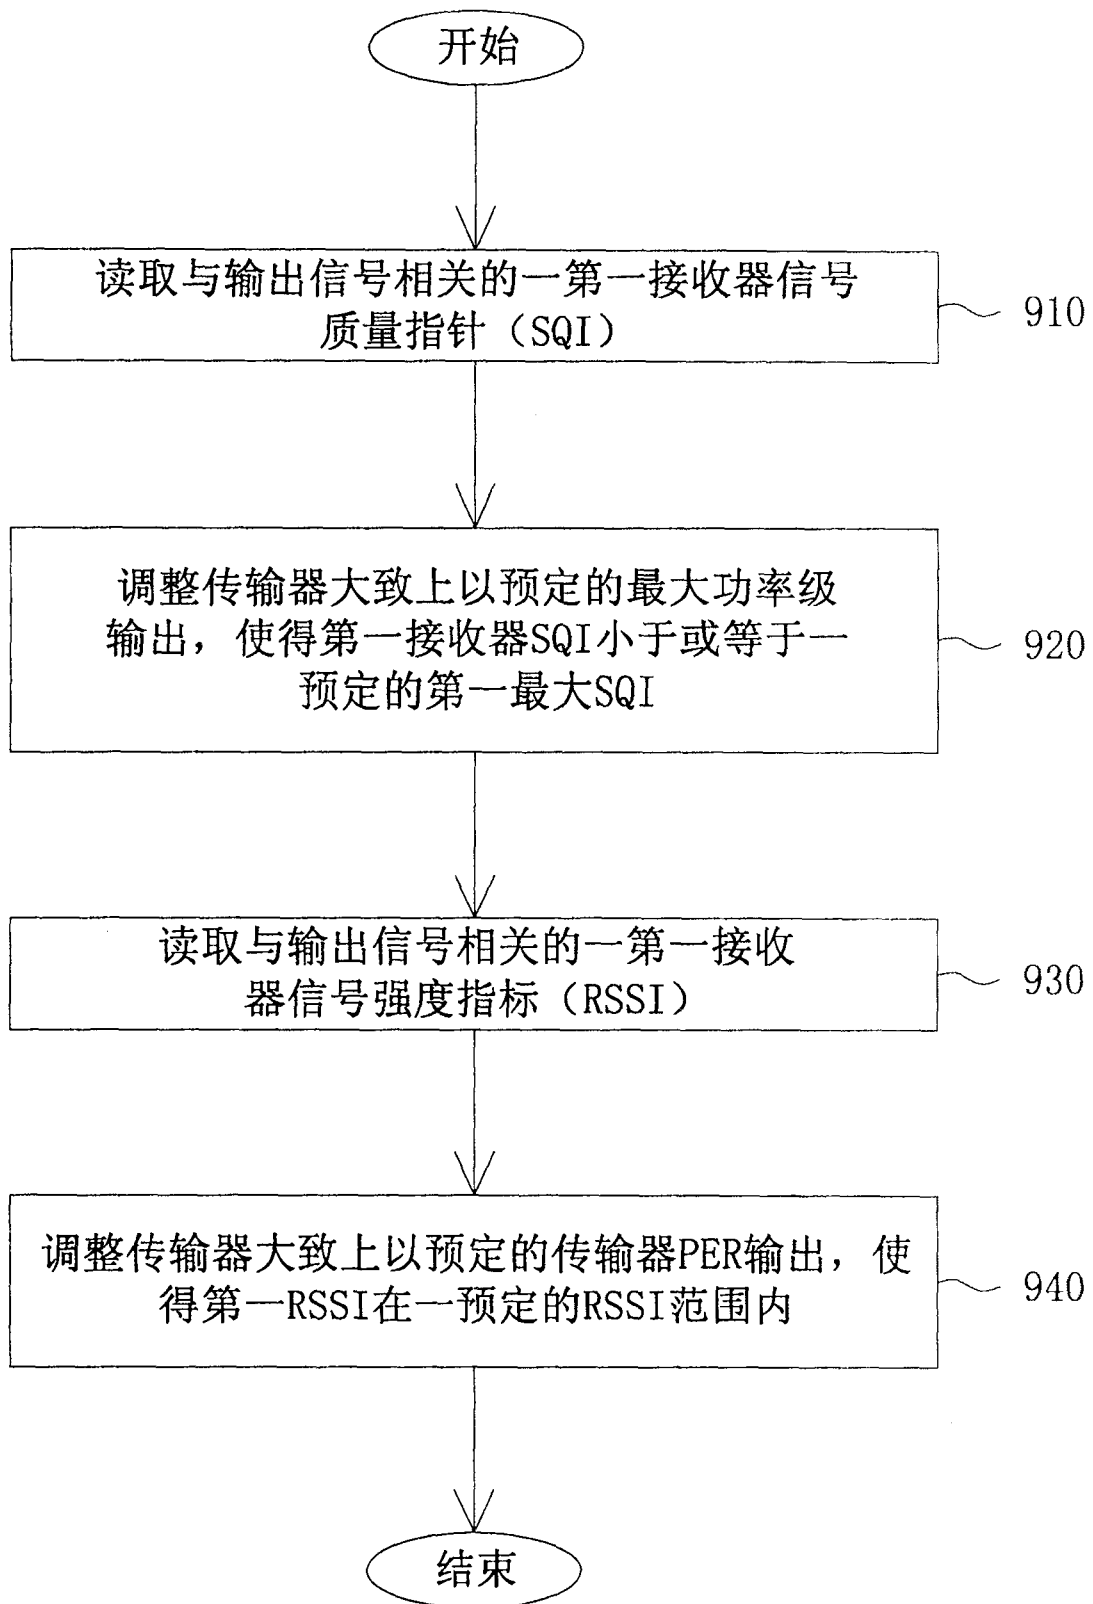 开始
读取与输出信号相关的一第一接收器信号
质量指针（SQI）
910
调整传输器大致上以预定的最大功率级
输出，使得第一接收器SQI小于或等于一
预定的第一最大SQI
920
读取与输出信号相关的一第一接收
器信号强度指标（RSSI）
930
调整传输器大致上以预定的传输器PER输出，使
得第一RSSI在一预定的RSSI范围内
940
结束